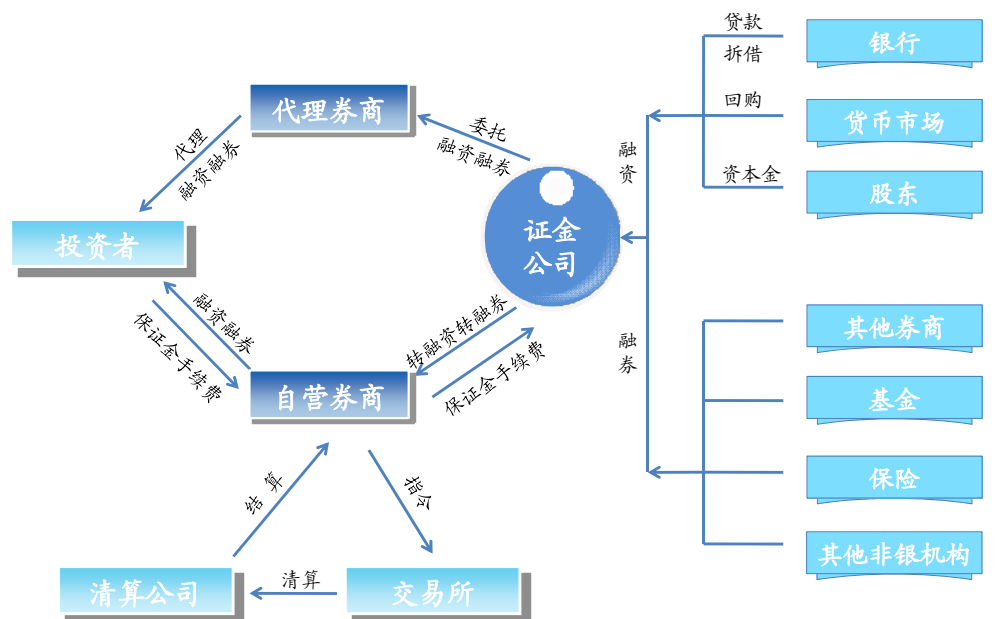 贷款
银行
拆借
代理券商
回购
货币市场
委托
融资融券
代理
融资融券
融资
资本金
股东
证金
公司
投资者
融资融券
保证金手续费
转融资转融券
保证金手续费
融券
其他券商
自营券商
基金
保险
结算
指令
其他非银机构
清算公司
清算
交易所